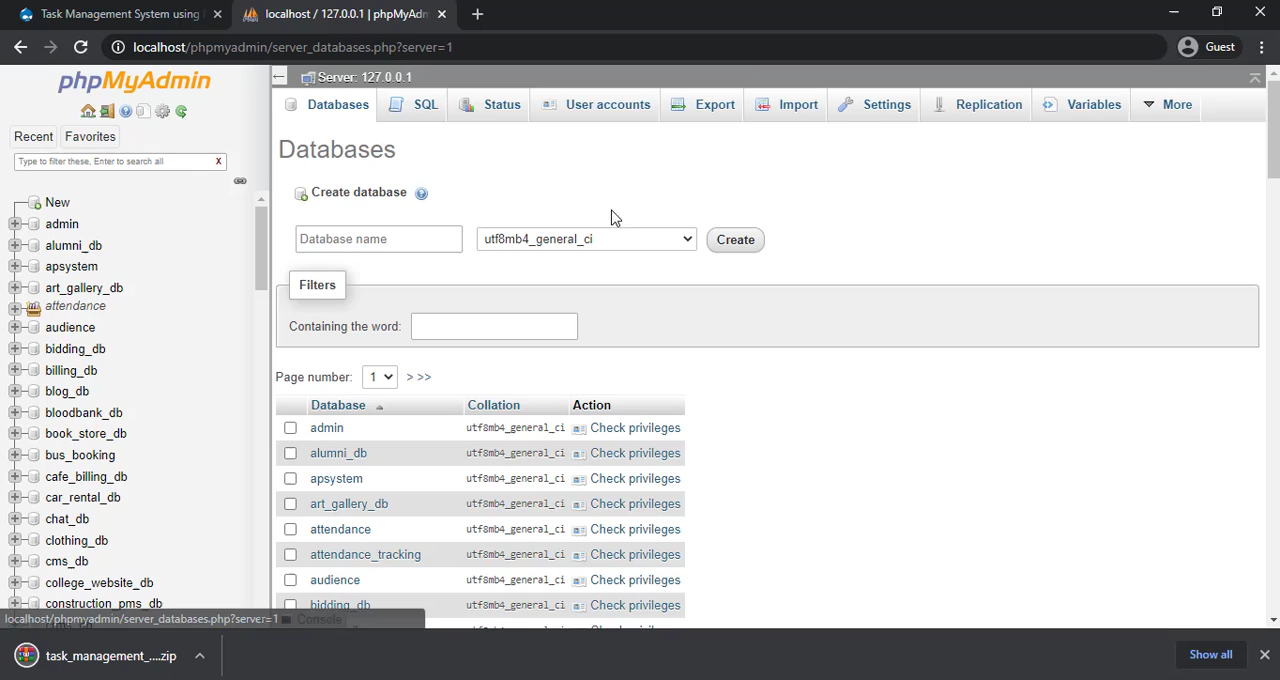 Task Management System using
localhost / 127.0.0.1 | phpMyAdm
localhost/phpmyadmin/server_databases.php?server=1
Guest
phpMyAdmin
Recent
Favorites
Type to filter these, Enter to search all
X
New
admin
alumni_db
apsystem
art_gallery_db
attendance
audience
bidding_db
billing_db
blog_db
bloodbank_db
book_store_db
bus_booking
cafe_billing_db
car_rental_db
chat_db
clothing_db
cms_db
college_website_db
construction_pms_db
Server: 127.0.0.1
Databases
SQL
Status
User accounts
Export
Import
Settings
Replication
Variables
More
Databases
Create database
Database name
utf8mb4_general_ci
Create
Filters
Containing the word:
Page number: 1 > >>
Database Collation Action
admin utf8mb4_general_ci Check privileges
alumni_db utf8mb4_general_ci Check privileges
apsystem utf8mb4_general_ci Check privileges
art_gallery_db utf8mb4_general_ci Check privileges
attendance utf8mb4_general_ci Check privileges
attendance_tracking utf8mb4_general_ci Check privileges
audience utf8mb4_general_ci Check privileges
bidding_db utf8mb4_general_ci Check privileges
localhost/phpmyadmin/server_databases.php?server=1
Console
task_management_....zip
Show all